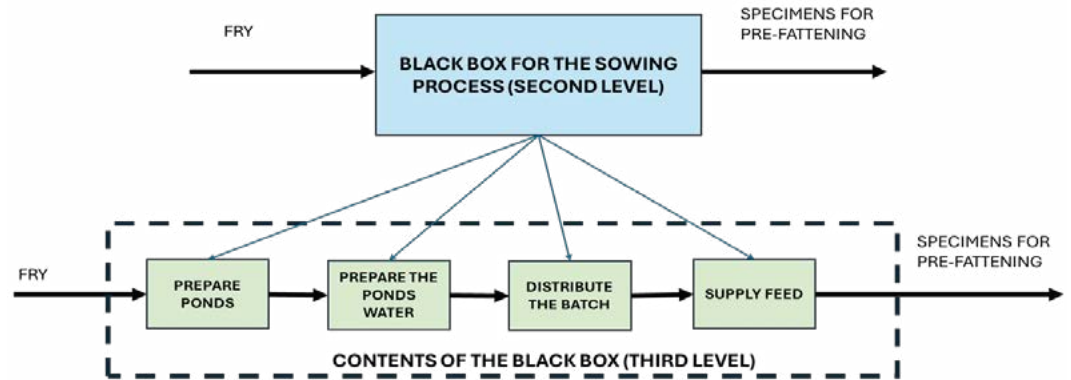 FRY
SPECIMENS FOR
PRE-FATTENING
BLACK BOX FOR THE SOWING
PROCESS (SECOND LEVEL)
FRY
SPECIMENS FOR
PRE-FATTENING
PREPARE
PONDS
PREPARE THE
PONDS
WATER
DISTRIBUTE
THE BATCH
SUPPLY FEED
CONTENTS OF THE BLACK BOX (THIRD LEVEL)